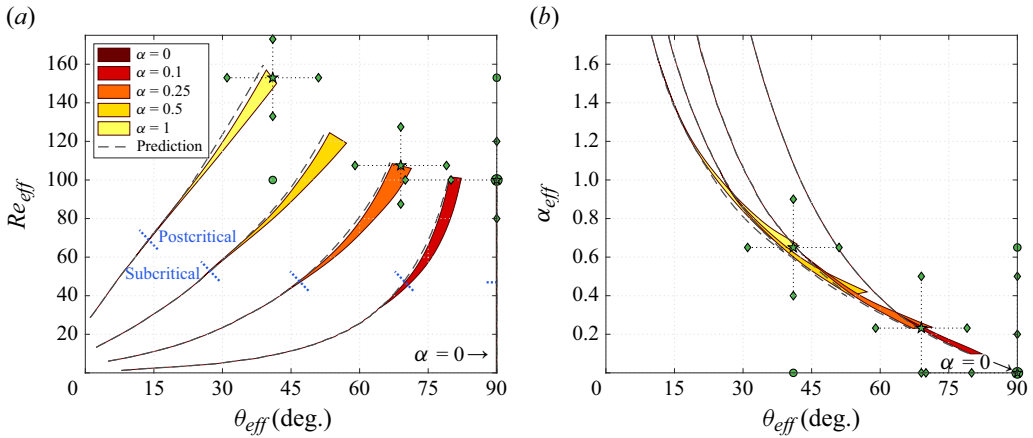 (a)
160
140
120
100
80
60
40
20
Re_eff
α = 0
α = 0.1
α = 0.25
α = 0.5
α = 1
Prediction
Postcritical
Subcritical
α = 0 →
0
15
30
45
60
75
90
θ_eff (deg.)
(b)
1.6
1.4
1.2
1.0
0.8
0.6
0.4
0.2
α_eff
α = 0
0
15
30
45
60
75
90
θ_eff (deg.)